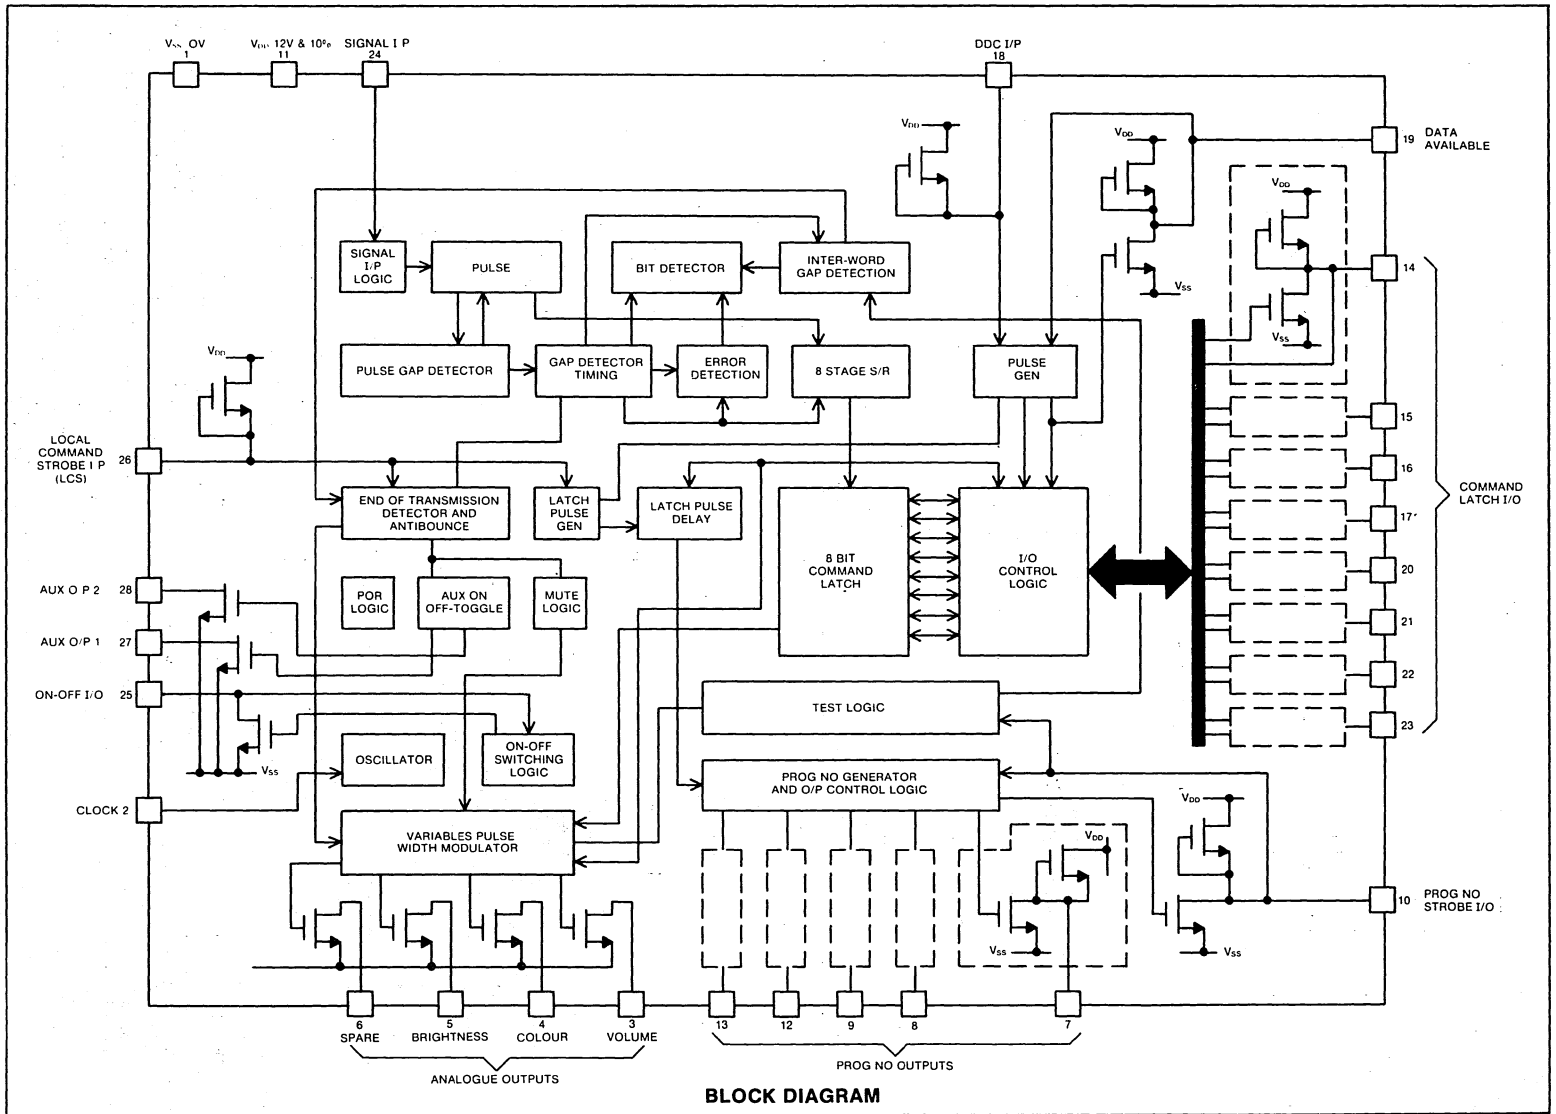 VSS OV
1
VDD 12V & 10%
11
SIGNAL I P
24
DDC I/P
18
VDD
VDD
19 DATA
AVAILABLE
VDD
SIGNAL
I/P
LOGIC
PULSE
BIT DETECTOR
INTER-WORD
GAP DETECTION
14
VSS
VSS
VDD
PULSE GAP DETECTOR
GAP DETECTOR
TIMING
ERROR
DETECTION
8 STAGE S/R
PULSE
GEN
15
LOCAL
COMMAND
STROBE I P
(LCS)
26
16
COMMAND
LATCH I/O
END OF TRANSMISSION
DETECTOR AND
ANTIBOUNCE
LATCH
PULSE
GEN
LATCH PULSE
DELAY
17
8 BIT
COMMAND
LATCH
I/O
CONTROL
LOGIC
20
AUX O P 2 28
POR
LOGIC
AUX ON
OFF-TOGGLE
MUTE
LOGIC
21
AUX O/P 1 27
22
ON-OFF I/O 25
TEST LOGIC
23
VSS
OSCILLATOR
ON-OFF
SWITCHING
LOGIC
PROG NO GENERATOR
AND O/P CONTROL LOGIC
CLOCK 2
VDD
VARIABLES PULSE
WIDTH MODULATOR
VDD
10 PROG NO
STROBE I/O
VSS
VSS
6
SPARE
5
BRIGHTNESS
4
COLOUR
3
VOLUME
13
12
9
8
7
ANALOGUE OUTPUTS
PROG NO OUTPUTS
BLOCK DIAGRAM